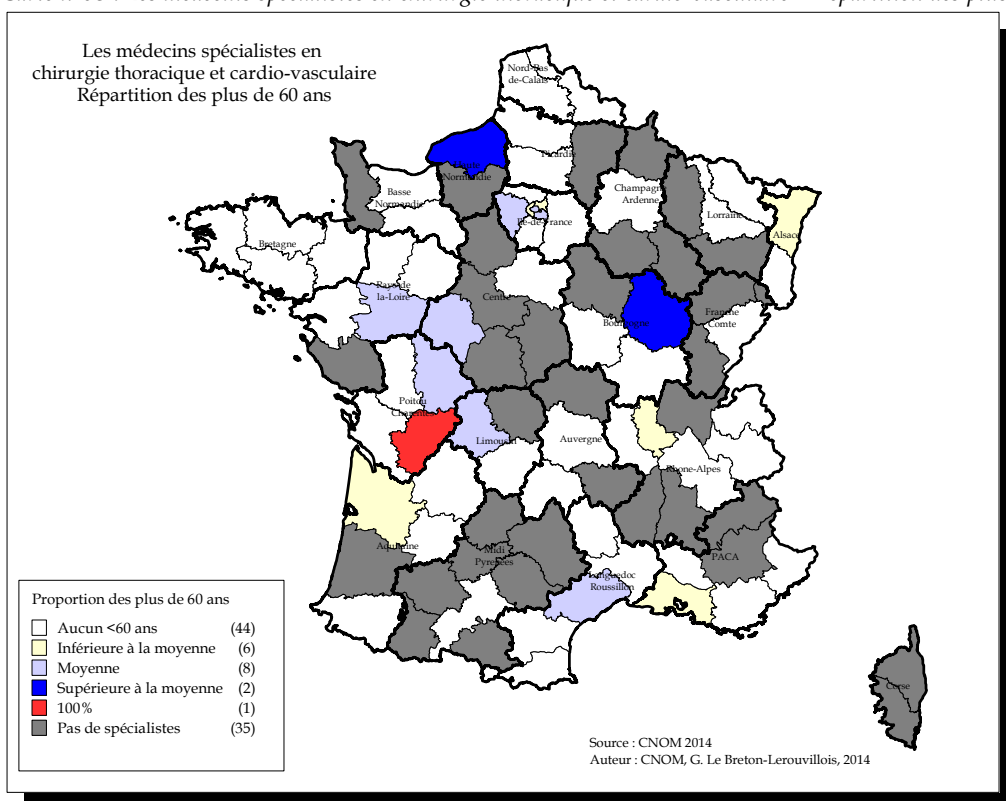 Les médecins spécialistes en
chirurgie thoracique et cardio-vasculaire
Répartition des plus de 60 ans
Nord-Pas
de-Calais
Picardie
Haute
Normandie
Basse
Normandie
Champagne
Ardenne
Lorraine
Alsace
Ile-de-France
Bretagne
Pays-de
la-Loire
Centre
Bourgogne
Franche
Comte
Poitou
Charentes
Limousin
Auvergne
Rhone-Alpes
Aquitaine
Midi
Pyrenées
PACA
Languedoc
Roussillon
Corse
Proportion des plus de 60 ans
Aucun <60 ans (44)
Inférieure à la moyenne (6)
Moyenne (8)
Supérieure à la moyenne (2)
100% (1)
Pas de spécialistes (35)
Source : CNOM 2014
Auteur : CNOM, G. Le Breton-Lerouvillois, 2014